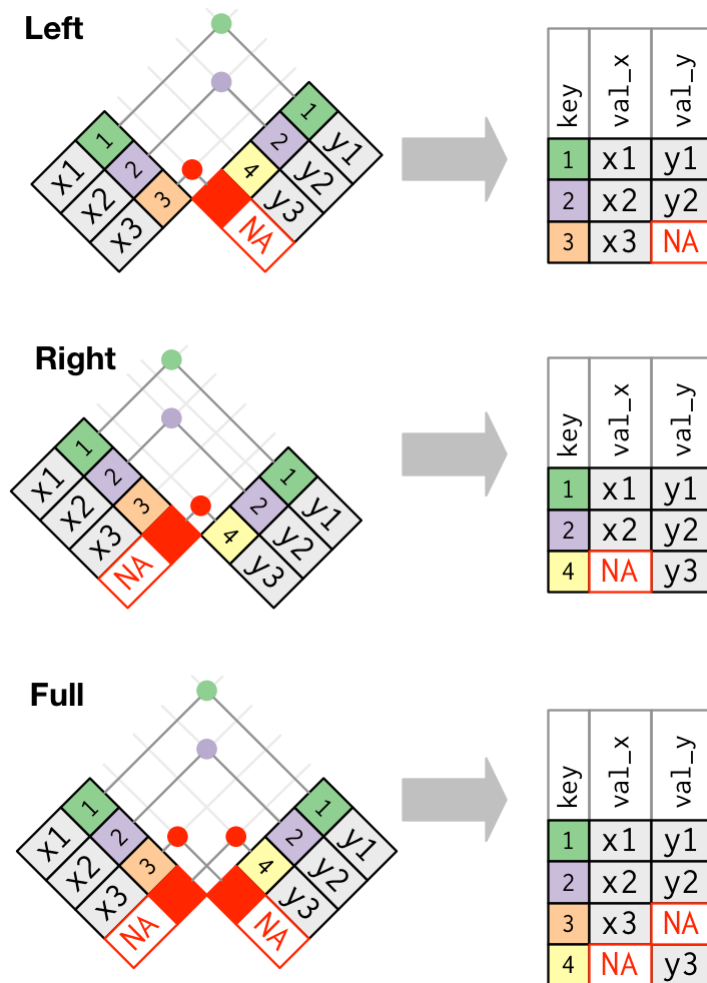 Left
1
x1
2
x2
3
x3
1
y1
2
y2
4
y3
NA
key val_x val_y
1 x1 y1
2 x2 y2
3 x3 NA
Right
1
x1
2
x2
3
x3
NA
1
y1
2
y2
4
y3
key val_x val_y
1 x1 y1
2 x2 y2
4 NA y3
Full
1
x1
2
x2
3
x3
NA
1
y1
2
y2
4
y3
NA
key val_x val_y
1 x1 y1
2 x2 y2
3 x3 NA
4 NA y3